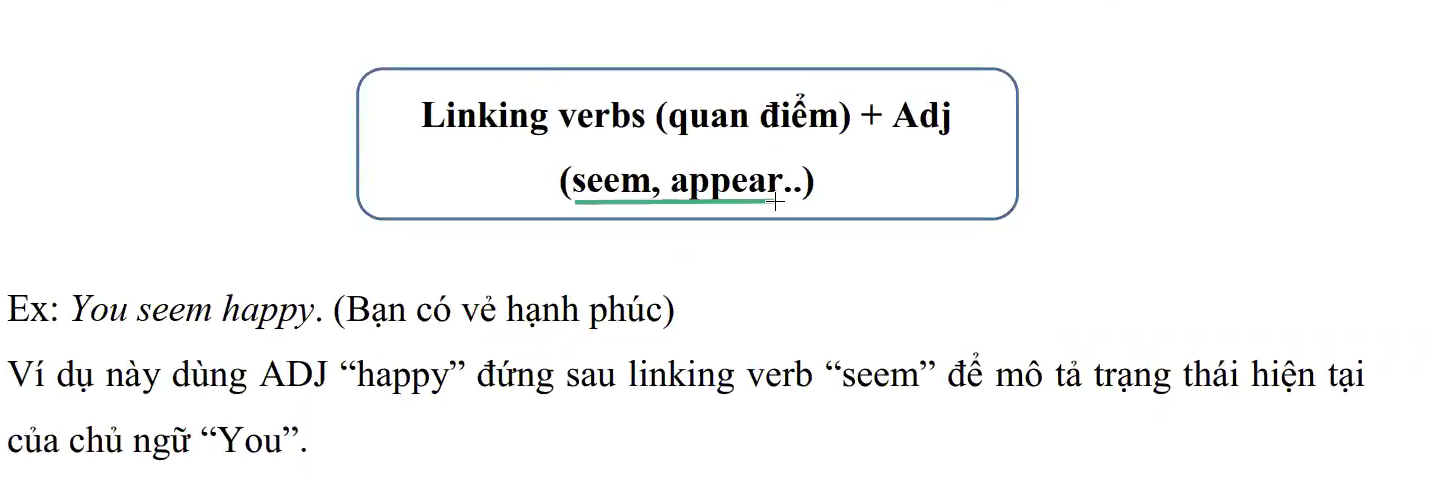 Linking verbs (quan điểm) + Adj
(seem, appear..)
Ex: You seem happy. (Bạn có vẻ hạnh phúc)
Ví dụ này dùng ADJ “happy” đứng sau linking verb “seem” để mô tả trạng thái hiện tại
của chủ ngữ “You”.